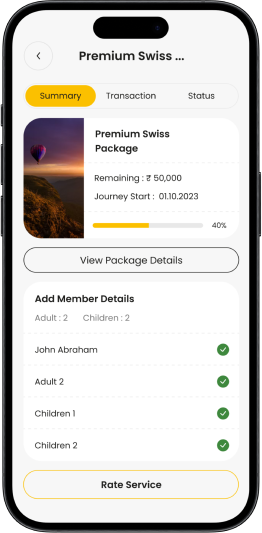 Premium Swiss ...
Summary Transaction Status
Premium Swiss
Package
Remaining : ₹ 50,000
Journey Start : 01.10.2023
40%
View Package Details
Add Member Details
Adult : 2 Children : 2
John Abraham
Adult 2
Children 1
Children 2
Rate Service